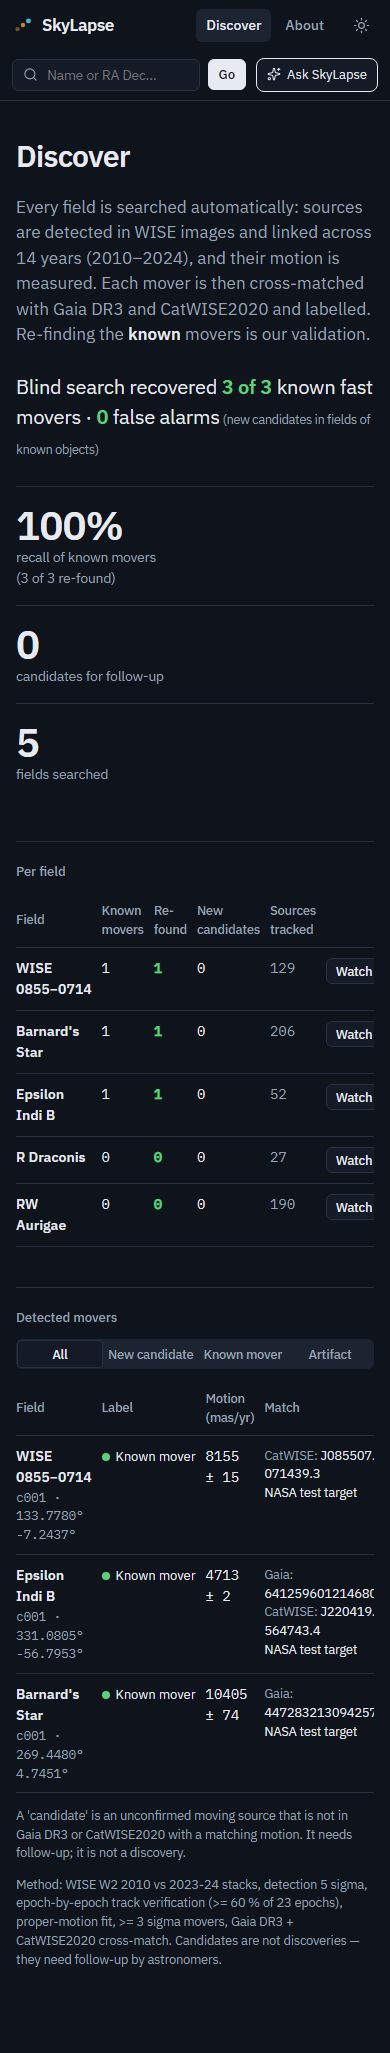 SkyLapse
Discover
About
Name or RA Dec...
Go
Ask SkyLapse
Discover
Every field is searched automatically: sources
are detected in WISE images and linked across
14 years (2010–2024), and their motion is
measured. Each mover is then cross-matched
with Gaia DR3 and CatWISE2020 and labelled.
Re-finding the known movers is our validation.
Blind search recovered 3 of 3 known fast
movers · 0 false alarms (new candidates in fields of
known objects)
100%
recall of known movers
(3 of 3 re-found)
0
candidates for follow-up
5
fields searched
Per field
Field Known movers Re-found New candidates Sources tracked
WISE 0855−0714 1 1 0 129 Watch
Barnard's Star 1 1 0 206 Watch
Epsilon Indi B 1 1 0 52 Watch
R Draconis 0 0 0 27 Watch
RW Aurigae 0 0 0 190 Watch
Detected movers
All New candidate Known mover Artifact
Field Label Motion (mas/yr) Match
WISE 0855−0714 Known mover 8155 ± 15 CatWISE: J085507.
c001 · 071439.3
133.7780° NASA test target
-7.2437°
Epsilon Indi B Known mover 4713 ± 2 Gaia:
c001 · 641259601214680
331.0805° CatWISE: J220419.
-56.7953° 564743.4
NASA test target
Barnard's Star Known mover 10405 ± 74 Gaia:
c001 · 447283213094257
269.4480° NASA test target
4.7451°
A 'candidate' is an unconfirmed moving source that is not in
Gaia DR3 or CatWISE2020 with a matching motion. It needs
follow-up; it is not a discovery.
Method: WISE W2 2010 vs 2023-24 stacks, detection 5 sigma,
epoch-by-epoch track verification (>= 60 % of 23 epochs),
proper-motion fit, >= 3 sigma movers, Gaia DR3 +
CatWISE2020 cross-match. Candidates are not discoveries —
they need follow-up by astronomers.